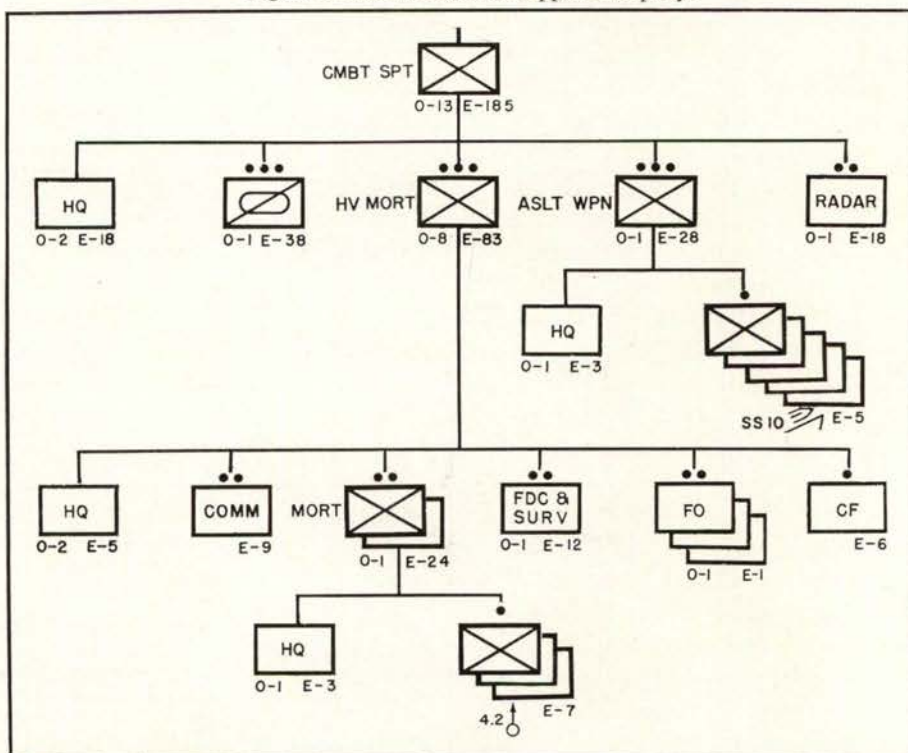 CMBT SPT
O-13 E-185
HQ
O-2 E-18
O-1 E-38
HV MORT
O-8 E-83
ASLT WPN
O-1 E-28
RADAR
O-1 E-18
HQ
O-1 E-3
SS 10
E-5
HQ
O-2 E-5
COMM
E-9
MORT
O-1 E-24
FDC &
SURV
O-1 E-12
FO
O-1 E-1
CF
E-6
HQ
O-1 E-3
4.2
E-7